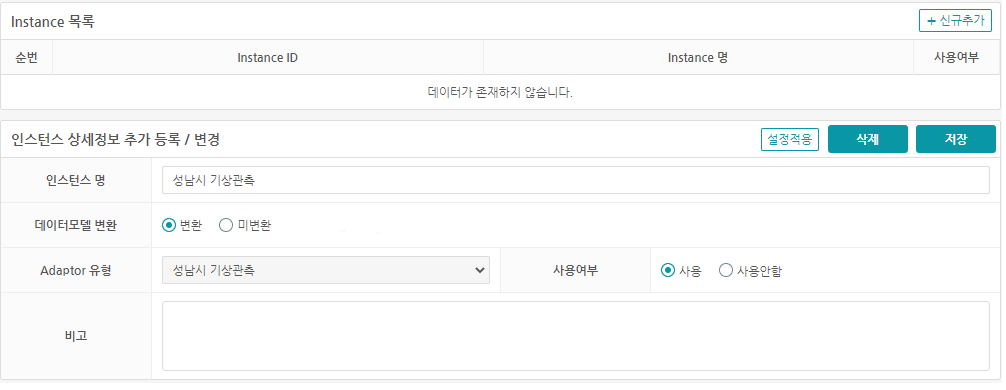 Instance 목록
+ 신규추가
순번 Instance ID Instance 명 사용여부
데이터가 존재하지 않습니다.
인스턴스 상세정보 추가 등록 / 변경
설정적용 삭제 저장
인스턴스 명 성남시 기상관측
데이터모델 변환 변환 미변환
Adaptor 유형 성남시 기상관측 사용여부 사용 사용안함
비고